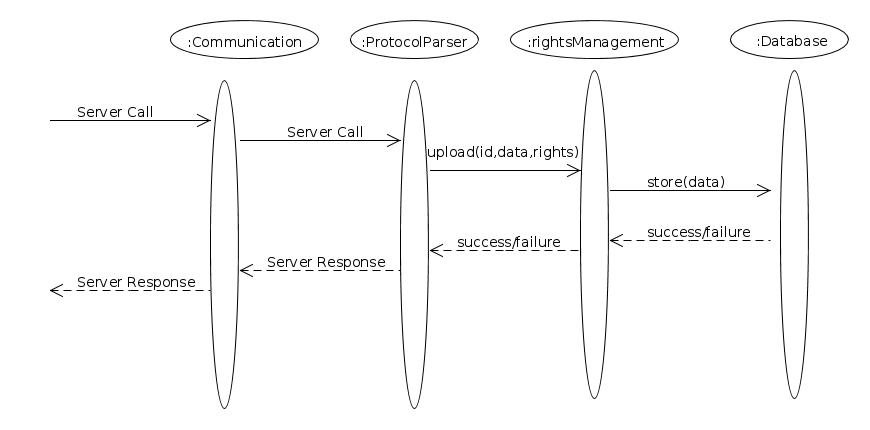 :Communication
:ProtocolParser
:rightsManagement
:Database
Server Call
Server Call
upload(id,data,rights)
store(data)
success/failure
success/failure
Server Response
Server Response